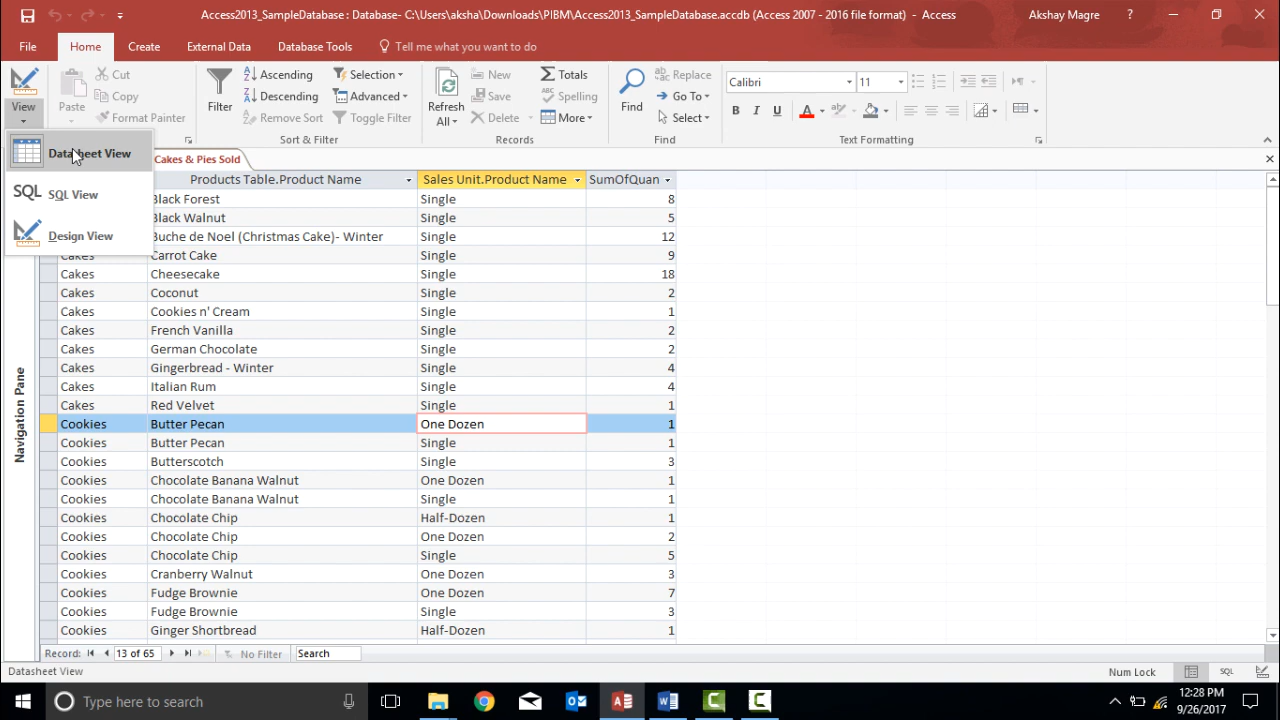 Access2013_SampleDatabase : Database- C:\Users\aksha\Downloads\PIBM\Access2013_SampleDatabase.accdb (Access 2007 - 2016 file format) - Access
Akshay Magre
?
File Home Create External Data Database Tools Tell me what you want to do
View
Paste
Cut
Copy
Format Painter
Filter
Ascending
Descending
Remove Sort
Selection
Advanced
Toggle Filter
Refresh
All
New
Save
Delete
Totals
Spelling
More
Records
Find
Replace
Go To
Select
Find
Calibri 11
B I U A
Text Formatting
Datasheet View
SQL SQL View
Design View
Cakes & Pies Sold
Products Table.Product Name Sales Unit.Product Name SumOfQuan
Black Forest Single 8
Black Walnut Single 5
Buche de Noel (Christmas Cake)- Winter Single 12
Cakes Carrot Cake Single 9
Cakes Cheesecake Single 18
Cakes Coconut Single 2
Cakes Cookies n' Cream Single 1
Cakes French Vanilla Single 2
Cakes German Chocolate Single 2
Cakes Gingerbread - Winter Single 4
Cakes Italian Rum Single 4
Cakes Red Velvet Single 1
Cookies Butter Pecan One Dozen 1
Cookies Butter Pecan Single 1
Cookies Butterscotch Single 3
Cookies Chocolate Banana Walnut One Dozen 1
Cookies Chocolate Banana Walnut Single 1
Cookies Chocolate Chip Half-Dozen 1
Cookies Chocolate Chip One Dozen 2
Cookies Chocolate Chip Single 5
Cookies Cranberry Walnut One Dozen 3
Cookies Fudge Brownie One Dozen 7
Cookies Fudge Brownie Single 3
Cookies Ginger Shortbread Half-Dozen 1
Navigation Pane
Record: 13 of 65 No Filter Search
Datasheet View
Num Lock
SQL
Type here to search
12:28 PM
9/26/2017